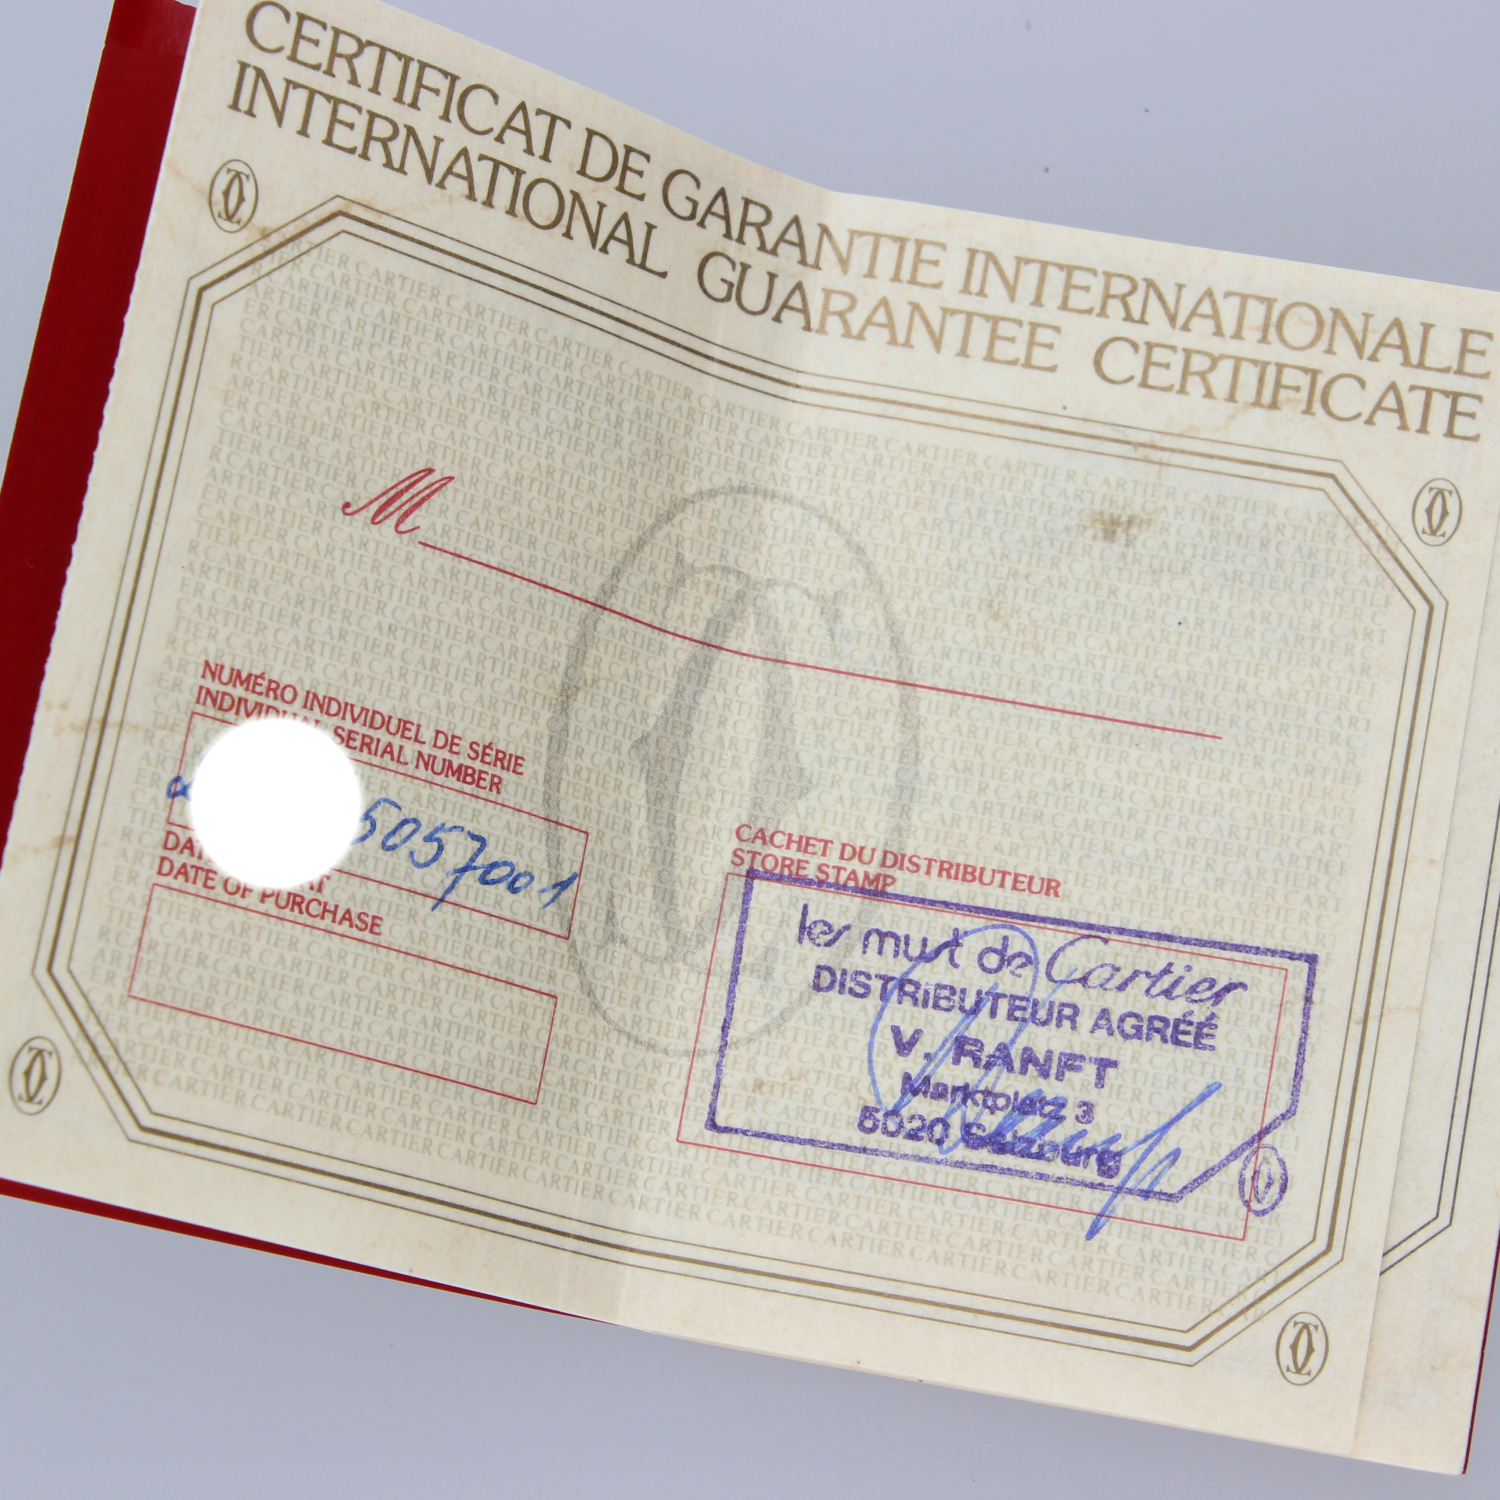 CERTIFICAT DE GARANTIE INTERNATIONALE
INTERNATIONAL GUARANTEE CERTIFICATE
M
NUMÉRO INDIVIDUEL DE SÉRIE
INDIVIDUAL SERIAL NUMBER
5057001
DATE OF PURCHASE
CACHET DU DISTRIBUTEUR
STORE STAMP
les must de Cartier
DISTRIBUTEUR AGRÉÉ
V. RANFT
Marktplatz 3
5020 Salzburg